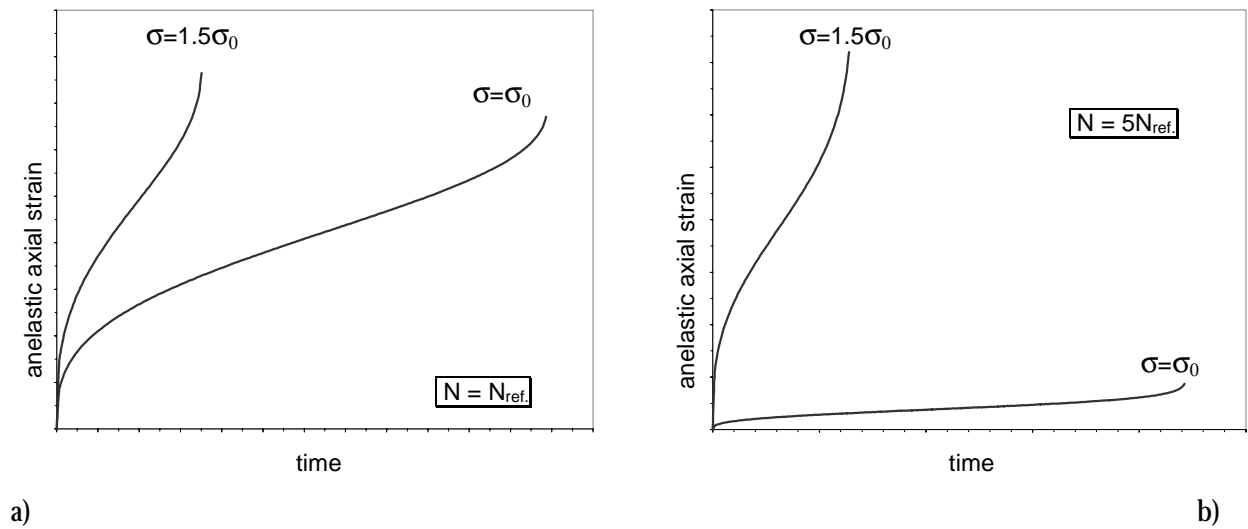 σ=1.5σ₀
σ=σ₀
anelastic axial strain
N = Nref.
time
a)
σ=1.5σ₀
N = 5Nref.
anelastic axial strain
σ=σ₀
time
b)